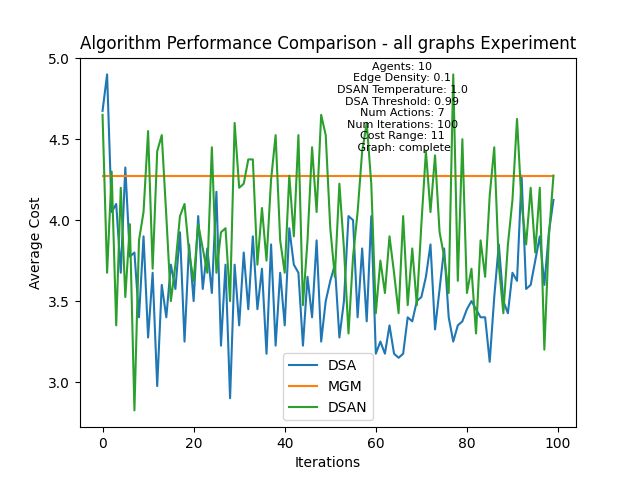 Algorithm Performance Comparison - all graphs Experiment
Agents: 10
Edge Density: 0.1
DSAN Temperature: 1.0
DSA Threshold: 0.99
Num Actions: 7
Num Iterations: 100
Cost Range: 11
Graph: complete
5.0
4.5
4.0
3.5
3.0
Average Cost
DSA
MGM
DSAN
0 20 40 60 80 100
Iterations